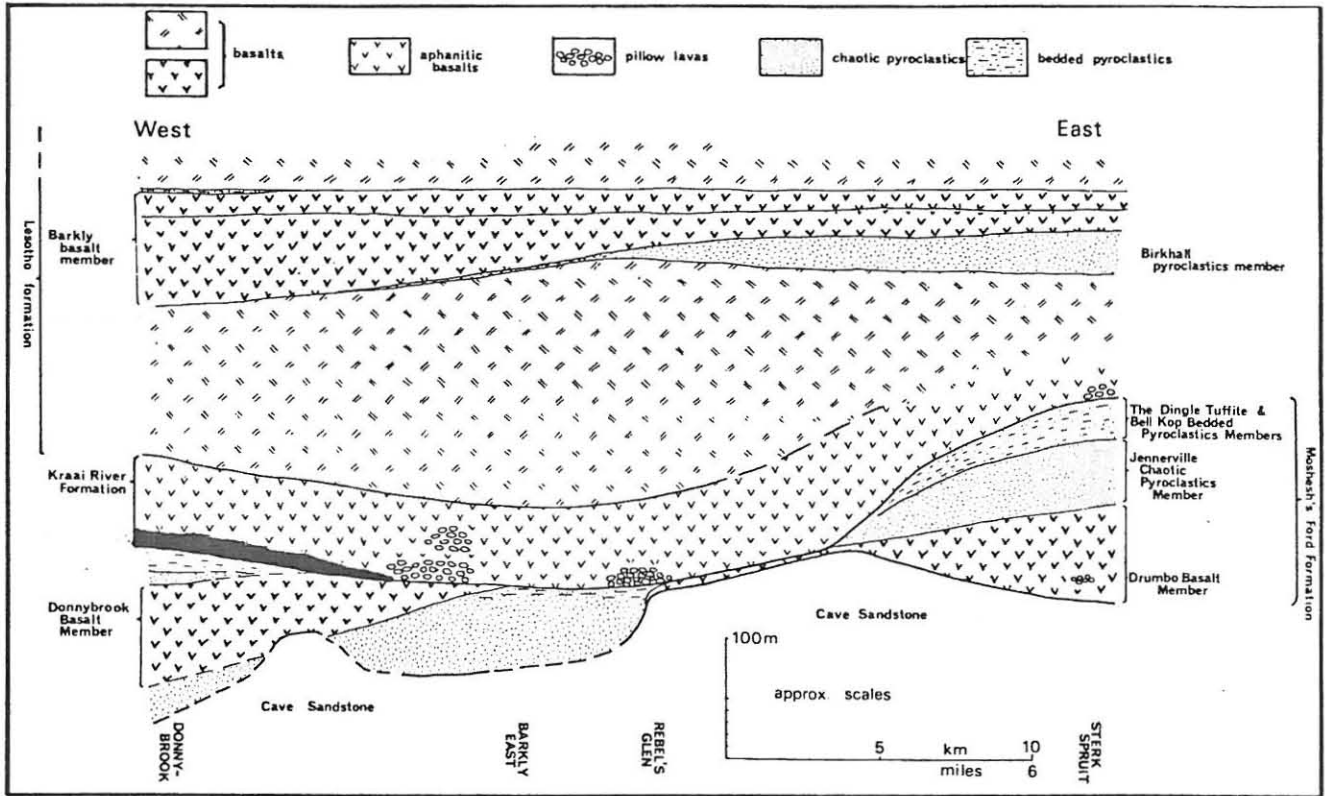 basalts
aphanitic
basalts
pillow lavas
chaotic pyroclastics
bedded pyroclastics
West
East
Lesotho formation
Barkly
basalt
member
Birkhall
pyroclastics member
Kraai River
Formation
The Dingle Tuffite &
Bell Kop Bedded
Pyroclastics Members
Jennerville
Chaotic
Pyroclastics
Member
Moshesh's Ford Formation
Donnybrook
Basalt
Member
Drumbo Basalt
Member
Cave Sandstone
Cave Sandstone
100m
approx. scales
5 km 10
miles 6
DONNY-
BROOK
BARKLY
EAST
REBEL'S
GLEN
STERK
SPRUIT